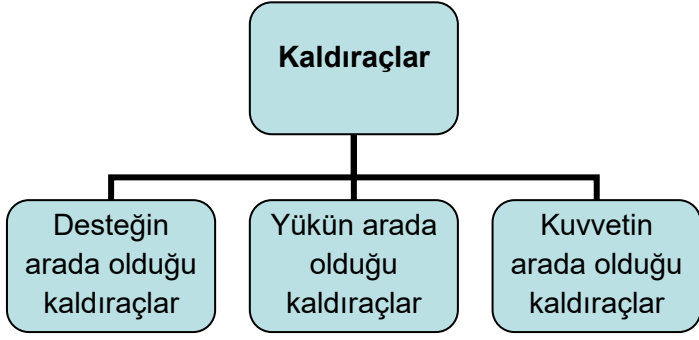 Kaldıraçlar
Desteğin
arada olduğu
kaldıraçlar
Yükün arada
olduğu
kaldıraçlar
Kuvvetin
arada olduğu
kaldıraçlar